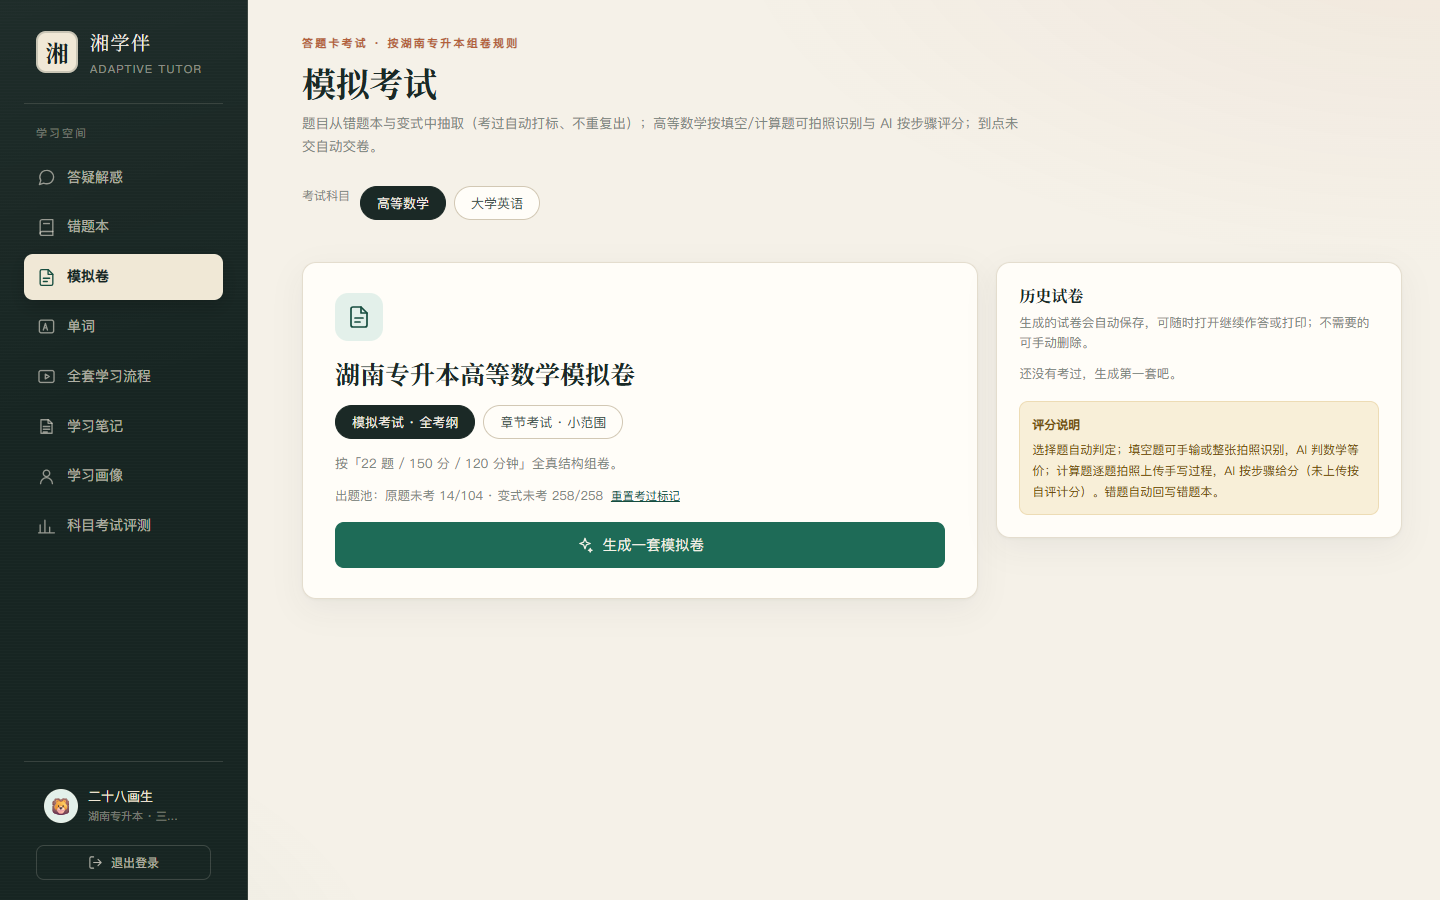 湘
湘学伴
ADAPTIVE TUTOR
学习空间
答疑解惑
错题本
模拟卷
单词
全套学习流程
学习笔记
学习画像
科目考试评测
二十八画生
湖南专升本 · 三...
退出登录
答题卡考试 · 按湖南专升本组卷规则
模拟考试
题目从错题本与变式中抽取（考过自动打标、不重复出）；高等数学按填空/计算题可拍照识别与 AI 按步骤评分；到点未
交自动交卷。
考试科目
高等数学
大学英语
湖南专升本高等数学模拟卷
模拟考试 · 全考纲
章节考试 · 小范围
按「22 题 / 150 分 / 120 分钟」全真结构组卷。
出题池：原题未考 14/104 · 变式未考 258/258 重置考过标记
生成一套模拟卷
历史试卷
生成的试卷会自动保存，可随时打开继续作答或打印；不需要的
可手动删除。
还没有考过，生成第一套吧。
评分说明
选择题自动判定；填空题可手输或整张拍照识别，AI 判数学等
价；计算题逐题拍照上传手写过程，AI 按步骤给分（未上传按
自评计分）。错题自动回写错题本。